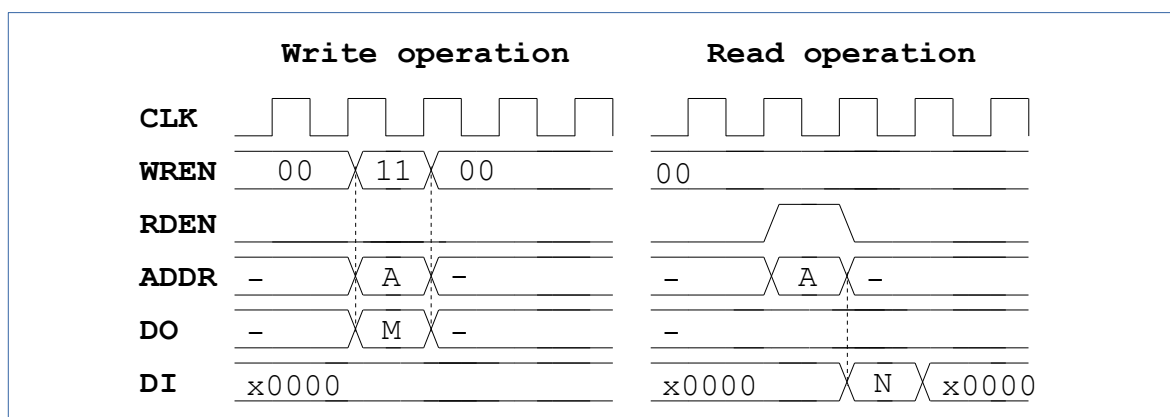 Write operation Read operation
CLK
WREN 00 11 00 00
RDEN
ADDR - A - - A -
DO - M - -
DI x0000 x0000 N x0000